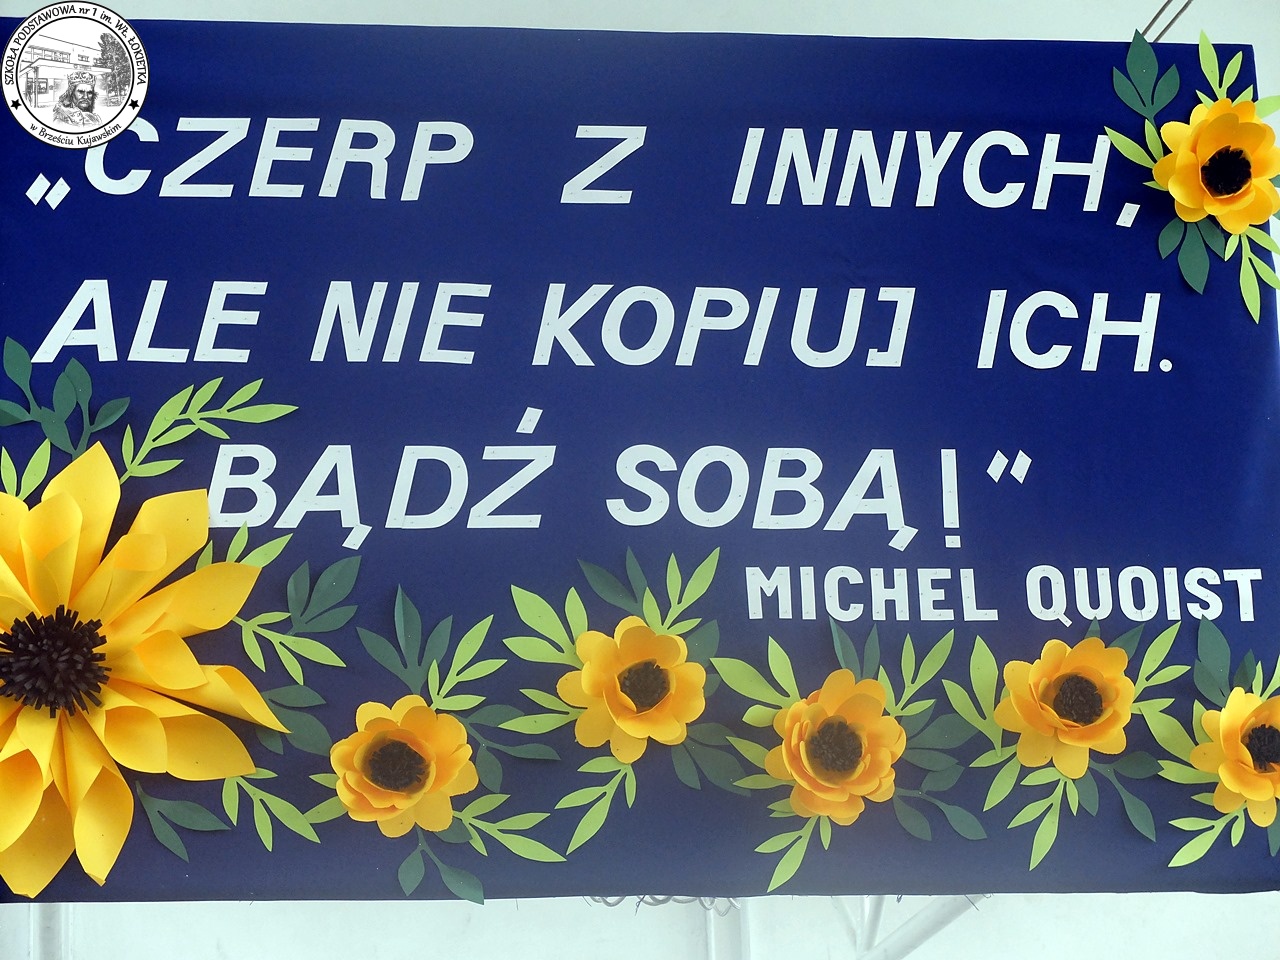 SZKOŁA PODSTAWOWA nr 1 im. WŁ. ŁOKIETKA
w Brześciu Kujawskim
„CZERP Z INNYCH,
ALE NIE KOPIUJ ICH.
BĄDŹ SOBĄ!“
MICHEL QUOIST